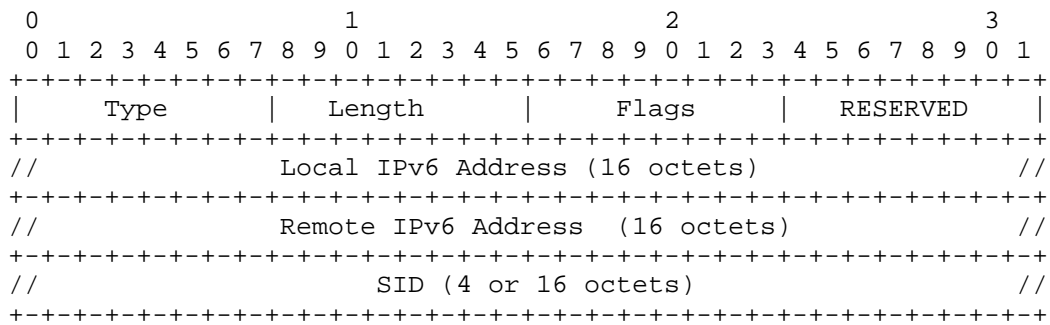 0                   1                   2                   3
 0 1 2 3 4 5 6 7 8 9 0 1 2 3 4 5 6 7 8 9 0 1 2 3 4 5 6 7 8 9 0 1
+-+-+-+-+-+-+-+-+-+-+-+-+-+-+-+-+-+-+-+-+-+-+-+-+-+-+-+-+-+-+-+-+
|     Type      |   Length      |     Flags     |   RESERVED    |
+-+-+-+-+-+-+-+-+-+-+-+-+-+-+-+-+-+-+-+-+-+-+-+-+-+-+-+-+-+-+-+-+
//               Local IPv6 Address (16 octets)                //
+-+-+-+-+-+-+-+-+-+-+-+-+-+-+-+-+-+-+-+-+-+-+-+-+-+-+-+-+-+-+-+-+
//               Remote IPv6 Address  (16 octets)              //
+-+-+-+-+-+-+-+-+-+-+-+-+-+-+-+-+-+-+-+-+-+-+-+-+-+-+-+-+-+-+-+-+
//                     SID (4 or 16 octets)                    //
+-+-+-+-+-+-+-+-+-+-+-+-+-+-+-+-+-+-+-+-+-+-+-+-+-+-+-+-+-+-+-+-+